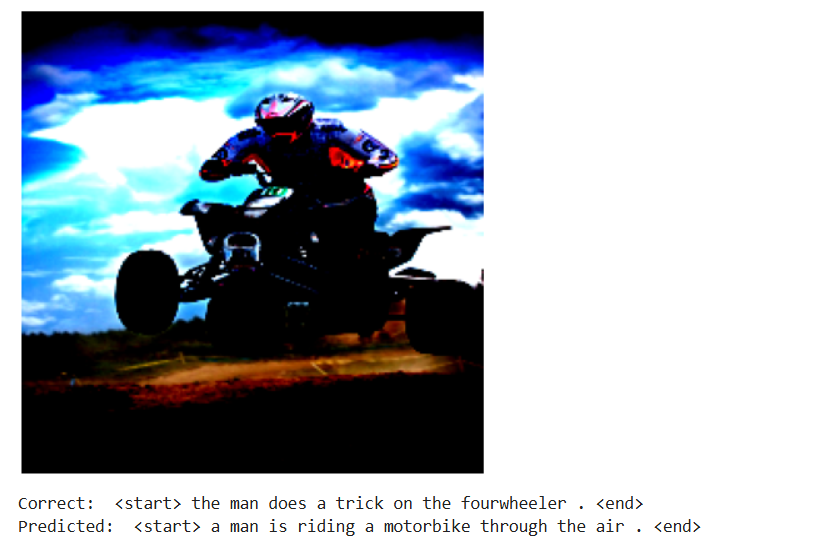 Correct:  <start> the man does a trick on the fourwheeler . <end>
Predicted:  <start> a man is riding a motorbike through the air . <end>